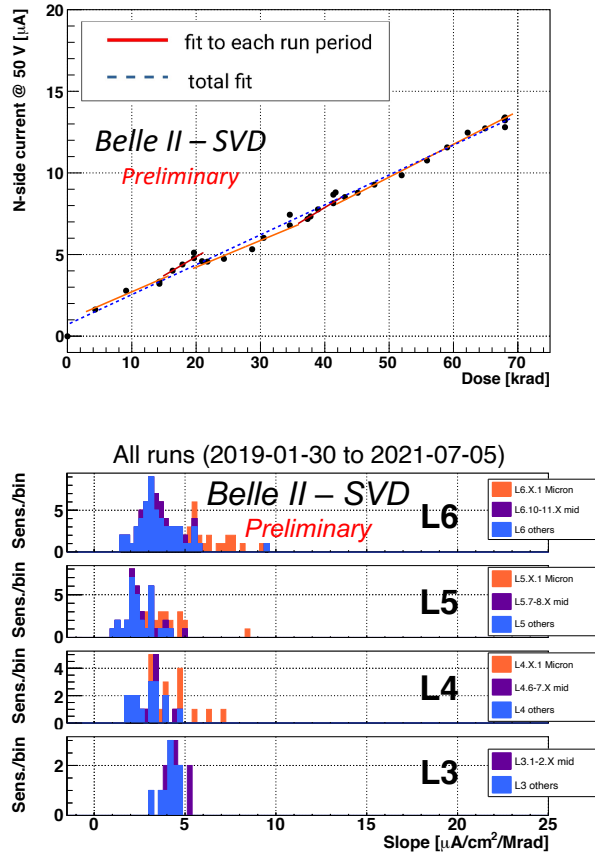 N-side current @ 50 V [μA]
20
15
10
5
0
fit to each run period
total fit
Belle II – SVD
Preliminary
0 10 20 30 40 50 60 70
Dose [krad]
All runs (2019-01-30 to 2021-07-05)
Sens./bin
5
0
Belle II – SVD
Preliminary
L6
L6.X.1 Micron
L6.10-11.X mid
L6 others
Sens./bin
5
0
L5
L5.X.1 Micron
L5.7-8.X mid
L5 others
Sens./bin
4
2
0
L4
L4.X.1 Micron
L4.6-7.X mid
L4 others
Sens./bin
2
0
L3
L3.1-2.X mid
L3 others
0 5 10 15 20 25
Slope [μA/cm²/Mrad]